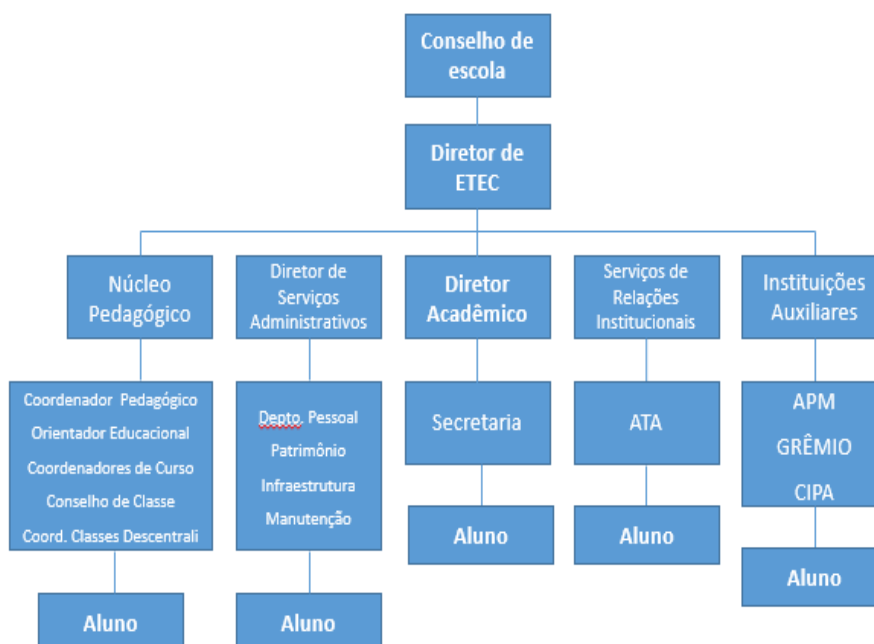 Conselho de
escola
Diretor de
ETEC
Núcleo
Pedagógico
Diretor de
Serviços
Administrativos
Diretor
Acadêmico
Serviços de
Relações
Institucionais
Instituições
Auxiliares
Coordenador Pedagógico
Orientador Educacional
Coordenadores de Curso
Conselho de Classe
Coord. Classes Descentrali
Depto. Pessoal
Patrimônio
Infraestrutura
Manutenção
Secretaria
ATA
APM
GRÊMIO
CIPA
Aluno
Aluno
Aluno
Aluno
Aluno